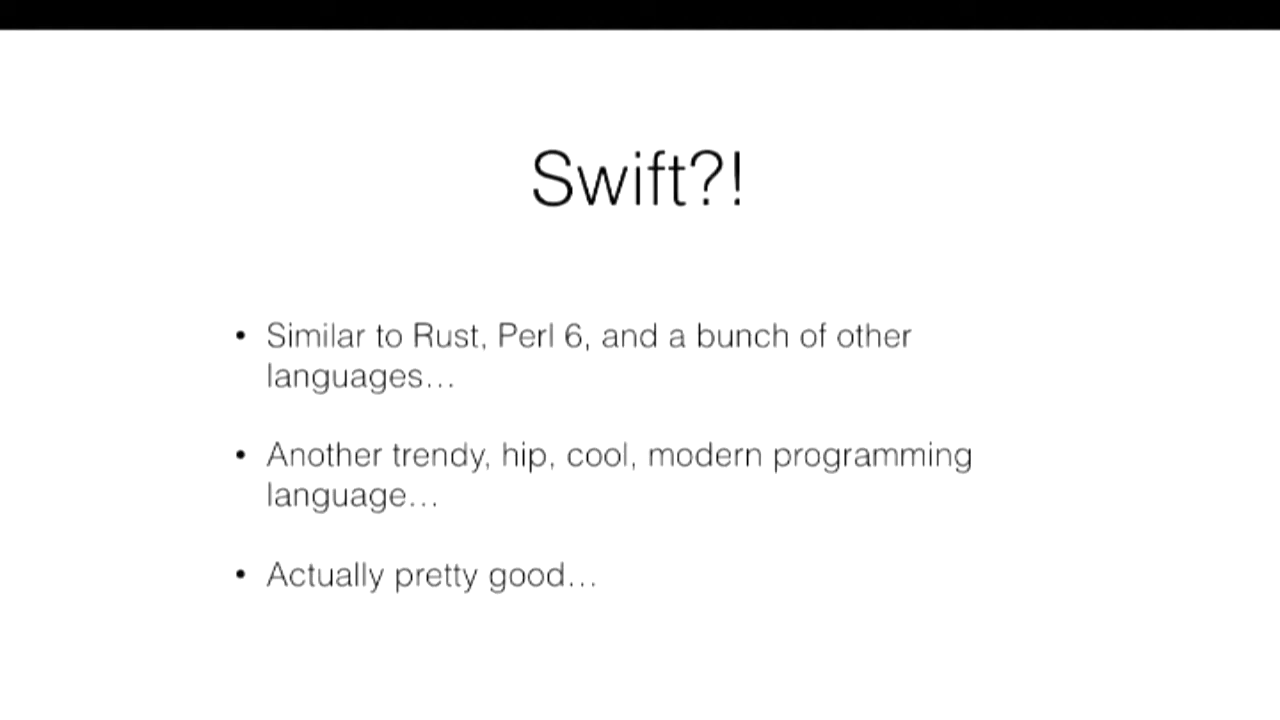 Swift?!
• Similar to Rust, Perl 6, and a bunch of other
languages…
• Another trendy, hip, cool, modern programming
language…
• Actually pretty good…